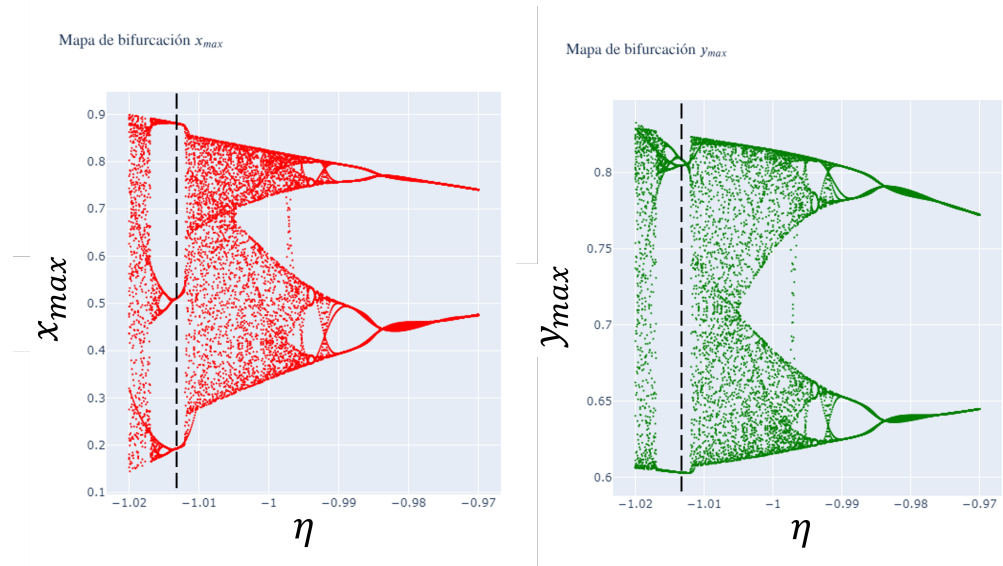 Mapa de bifurcación x_max
0.9
0.8
0.7
0.6
0.5
0.4
0.3
0.2
0.1
−1.02 −1.01 −1 −0.99 −0.98 −0.97
x_max
η
Mapa de bifurcación y_max
0.8
0.75
0.7
0.65
0.6
−1.02 −1.01 −1 −0.99 −0.98 −0.97
y_max
η